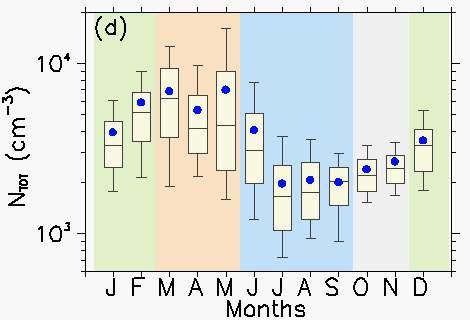 (d)
10⁴
10³
N_TOT (cm⁻³)
J F M A M J J A S O N D
Months